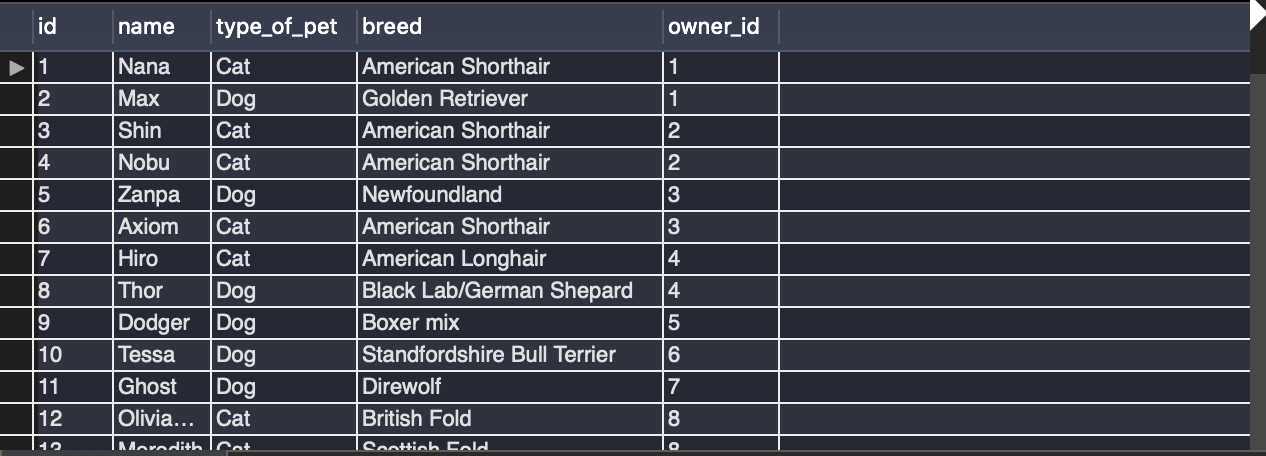 id name type_of_pet breed owner_id
1 Nana Cat American Shorthair 1
2 Max Dog Golden Retriever 1
3 Shin Cat American Shorthair 2
4 Nobu Cat American Shorthair 2
5 Zanpa Dog Newfoundland 3
6 Axiom Cat American Shorthair 3
7 Hiro Cat American Longhair 4
8 Thor Dog Black Lab/German Shepard 4
9 Dodger Dog Boxer mix 5
10 Tessa Dog Standfordshire Bull Terrier 6
11 Ghost Dog Direwolf 7
12 Olivia... Cat British Fold 8
13 Meredith Cat Scottish Fold